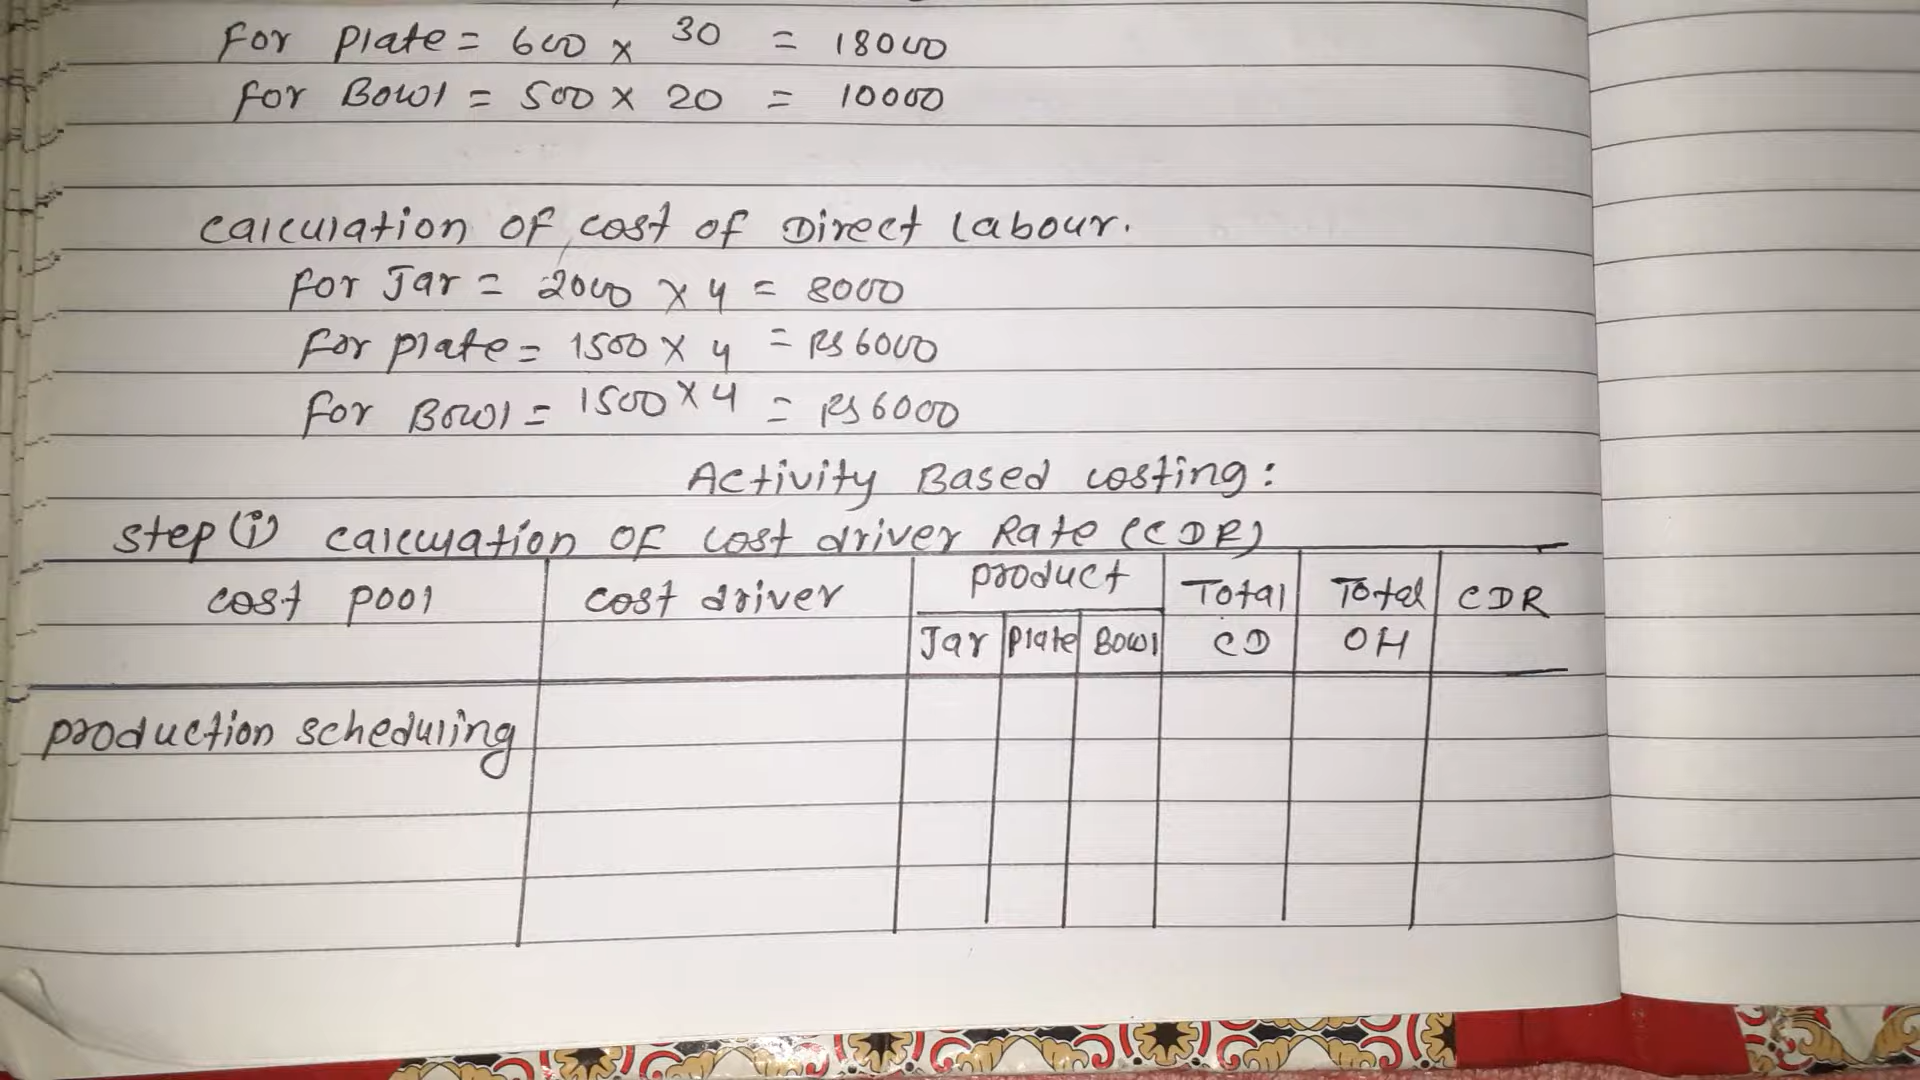 For Plate = 600 x 30 = 18000
For Bowl = 500 x 20 = 10000
Calculation of cost of Direct Labour.
For Jar = 2000 x 4 = 8000
For plate = 1500 x 4 = Rs 6000
For Bowl = 1500 x 4 = Rs 6000
Activity Based costing:
Step (i) calculation of cost driver Rate (CDR)
cost pool cost driver product Total Total CDR
Jar Plate Bowl CD OH
production scheduling